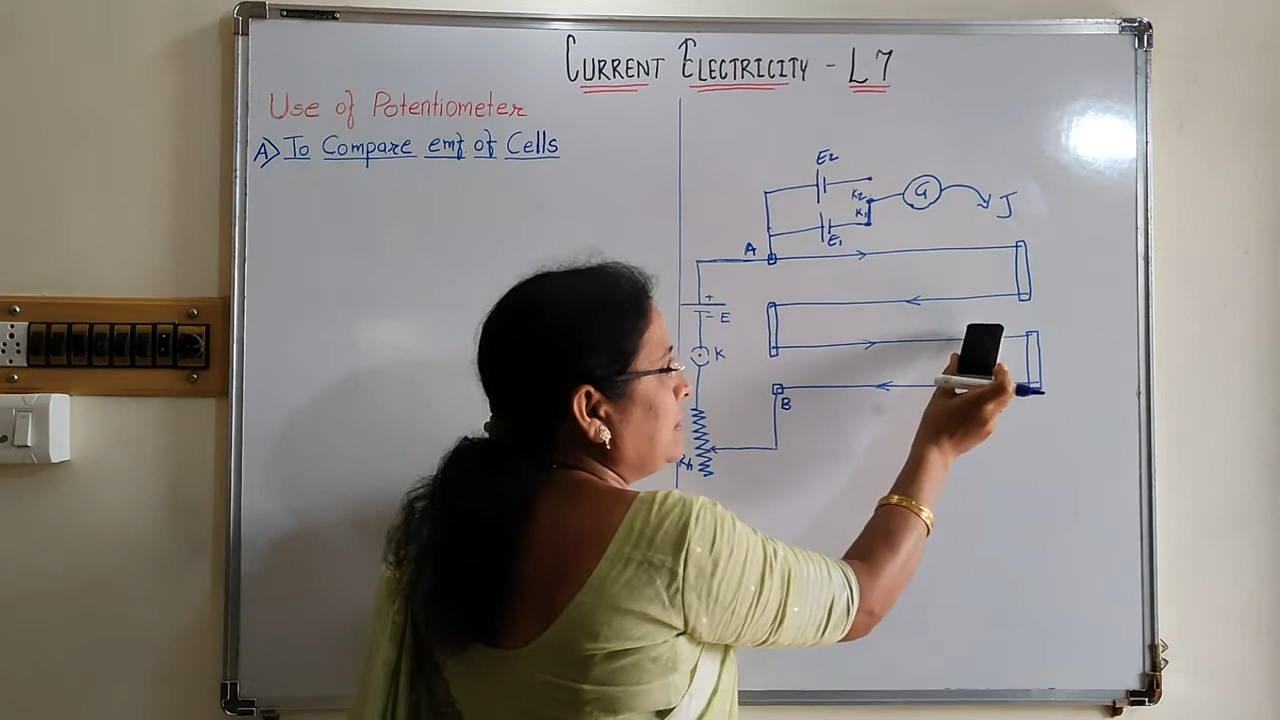 CURRENT ELECTRICITY - L7
Use of Potentiometer
A) To Compare emf of Cells
E2
K2
G
J
K1
E1
A
+
- E
K
B
Rh